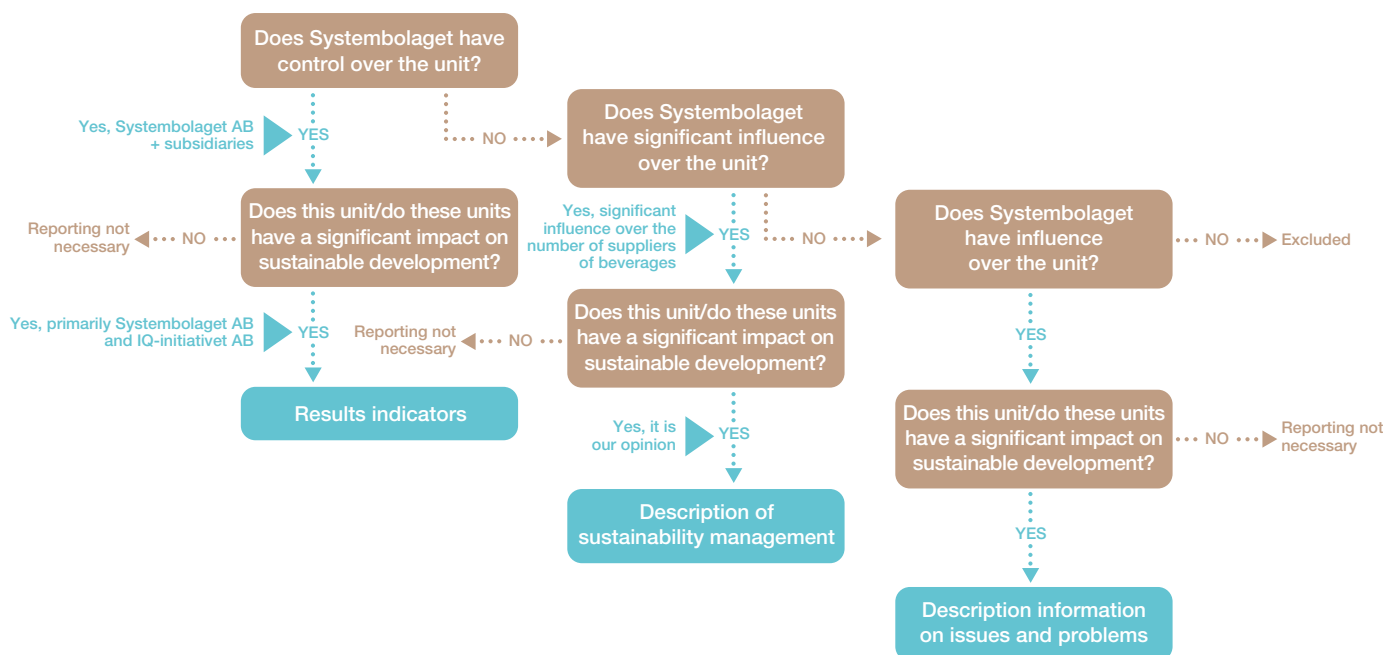 Does Systembolaget have
control over the unit?
Yes, Systembolaget AB
+ subsidiaries
YES
NO
Does Systembolaget
have significant influence
over the unit?
Reporting not
necessary
NO
Does this unit/do these units
have a significant impact on
sustainable development?
Yes, significant
influence over the
number of suppliers
of beverages
YES
NO
Does Systembolaget
have influence
over the unit?
NO
Excluded
Yes, primarily Systembolaget AB
and IQ-initiativet AB
YES
Reporting not
necessary
NO
Does this unit/do these units
have a significant impact on
sustainable development?
YES
Results indicators
Yes, it is
our opinion
YES
Does this unit/do these units
have a significant impact on
sustainable development?
NO
Reporting not
necessary
Description of
sustainability management
YES
Description information
on issues and problems